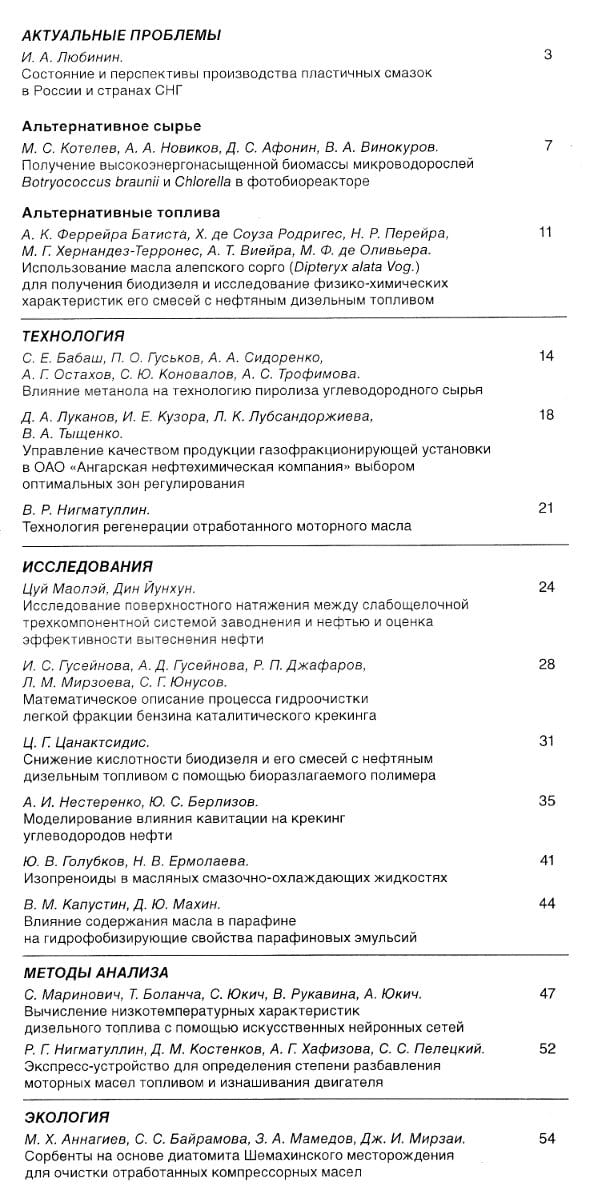 АКТУАЛЬНЫЕ ПРОБЛЕМЫ
И. А. Любинин. 3
Состояние и перспективы производства пластичных смазок
в России и странах СНГ
Альтернативное сырье
М. С. Котелев, А. А. Новиков, Д. С. Афонин, В. А. Винокуров. 7
Получение высокоэнергонасыщенной биомассы микроводорослей
Botryococcus braunii и Chlorella в фотобиореакторе
Альтернативные топлива
А. К. Феррейра Батиста, Х. де Соуза Родригес, Н. Р. Перейра, 11
М. Г. Хернандез-Терронес, А. Т. Виейра, М. Ф. де Оливьера.
Использование масла алепского сорго (Dipteryx alata Vog.)
для получения биодизеля и исследование физико-химических
характеристик его смесей с нефтяным дизельным топливом
ТЕХНОЛОГИЯ
С. Е. Бабаш, П. О. Гуськов, А. А. Сидоренко, 14
А. Г. Остахов, С. Ю. Коновалов, А. С. Трофимова.
Влияние метанола на технологию пиролиза углеводородного сырья
Д. А. Луканов, И. Е. Кузора, Л. К. Лубсандоржиева, 18
В. А. Тыщенко.
Управление качеством продукции газофракционирующей установки
в ОАО «Ангарская нефтехимическая компания» выбором
оптимальных зон регулирования
В. Р. Нигматуллин. 21
Технология регенерации отработанного моторного масла
ИССЛЕДОВАНИЯ
Цуй Маолэй, Дин Йунхун. 24
Исследование поверхностного натяжения между слабощелочной
трехкомпонентной системой заводнения и нефтью и оценка
эффективности вытеснения нефти
И. С. Гусейнова, А. Д. Гусейнова, Р. П. Джафаров, 28
Л. М. Мирзоева, С. Г. Юнусов.
Математическое описание процесса гидроочистки
легкой фракции бензина каталитического крекинга
Ц. Г. Цанактсидис. 31
Снижение кислотности биодизеля и его смесей с нефтяным
дизельным топливом с помощью биоразлагаемого полимера
А. И. Нестеренко, Ю. С. Берлизов. 35
Моделирование влияния кавитации на крекинг
углеводородов нефти
Ю. В. Голубков, Н. В. Ермолаева. 41
Изопреноиды в масляных смазочно-охлаждающих жидкостях
В. М. Капустин, Д. Ю. Махин. 44
Влияние содержания масла в парафине
на гидрофобизирующие свойства парафиновых эмульсий
МЕТОДЫ АНАЛИЗА
С. Маринович, Т. Боланча, С. Юкич, В. Рукавина, А. Юкич. 47
Вычисление низкотемпературных характеристик
дизельного топлива с помощью искусственных нейронных сетей
Р. Г. Нигматуллин, Д. М. Костенков, А. Г. Хафизова, С. С. Пелецкий. 52
Экспресс-устройство для определения степени разбавления
моторных масел топливом и изнашивания двигателя
ЭКОЛОГИЯ
М. Х. Аннагиев, С. С. Байрамова, З. А. Мамедов, Дж. И. Мирзаи. 54
Сорбенты на основе диатомита Шемахинского месторождения
для очистки отработанных компрессорных масел